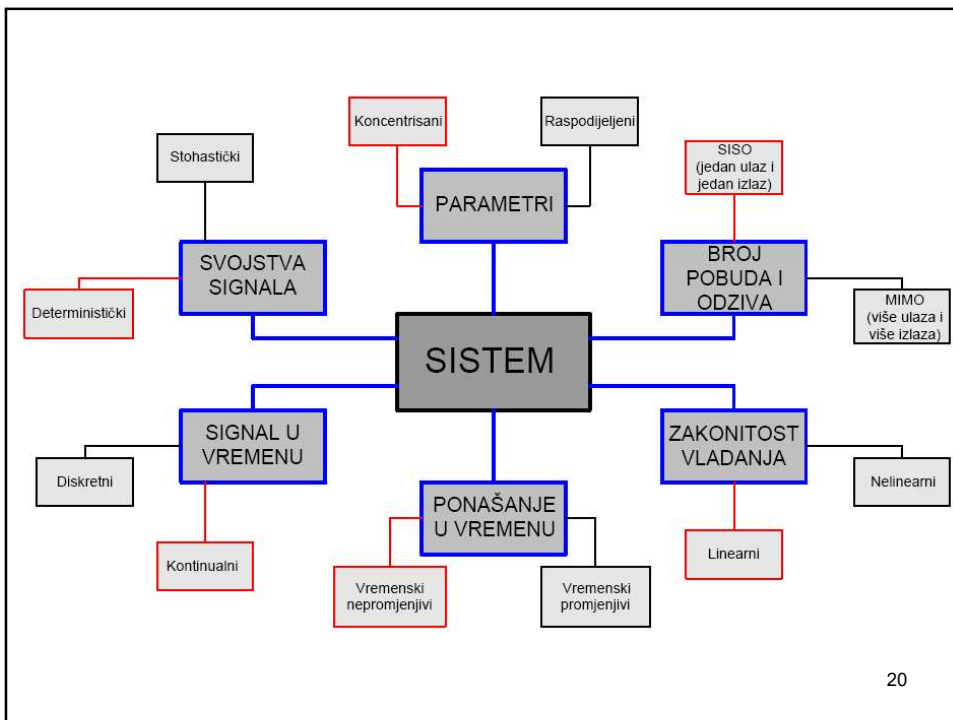 Koncentrisani
Raspodijeljeni
Stohastički
SISO
(jedan ulaz i
jedan izlaz)
PARAMETRI
SVOJSTVA
SIGNALA
BROJ
POBUDA I
ODZIVA
Deterministički
MIMO
(više ulaza i
više izlaza)
SISTEM
SIGNAL U
VREMENU
ZAKONITOST
VLADANJA
Diskretni
Nelinearni
PONAŠANJE
U VREMENU
Kontinualni
Linearni
Vremenski
nepromjenjivi
Vremenski
promjenjivi
20